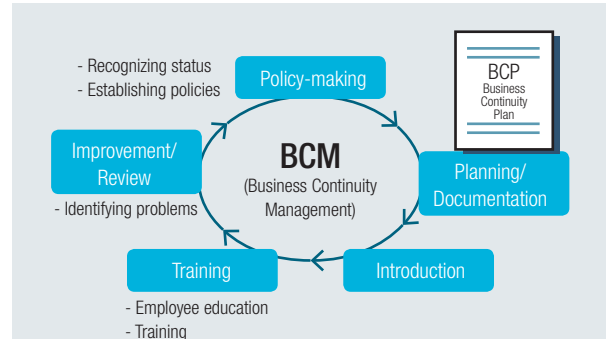 - Recognizing status
- Establishing policies
Policy-making
BCP
Business
Continuity
Plan
Improvement/
Review
- Identifying problems
BCM
(Business Continuity
Management)
Planning/
Documentation
Training
- Employee education
- Training
Introduction